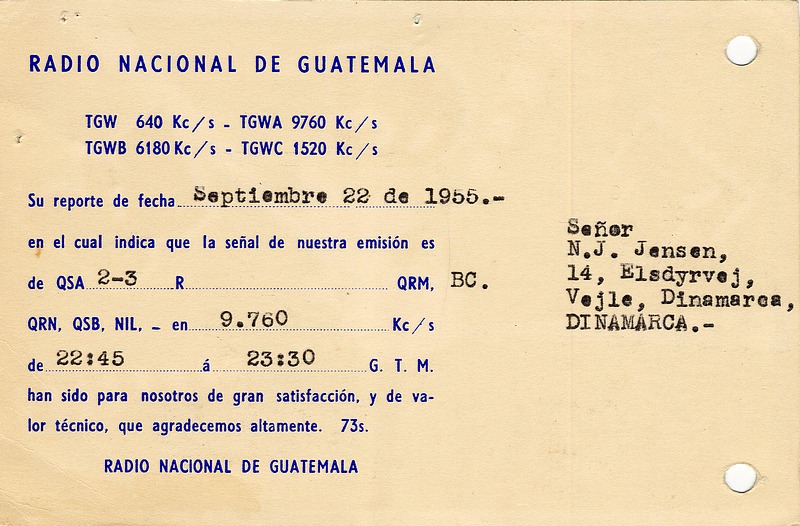 RADIO NACIONAL DE GUATEMALA
TGW 640 Kc/s - TGWA 9760 Kc/s
TGWB 6180 Kc/s - TGWC 1520 Kc/s
Su reporte de fecha Septiembre 22 de 1955.-
en el cual indica que la señal de nuestra emisión es
de QSA 2-3 R QRM, BC.
QRN, QSB, NIL, - en 9.760 Kc/s
de 22:45 á 23:30 G. T. M.
han sido para nosotros de gran satisfacción, y de va-
lor técnico, que agradecemos altamente. 73s.
RADIO NACIONAL DE GUATEMALA
Señor
N.J. Jensen,
14, Elsdyrvej,
Vejle, Dinamarca,
DINAMARCA.-